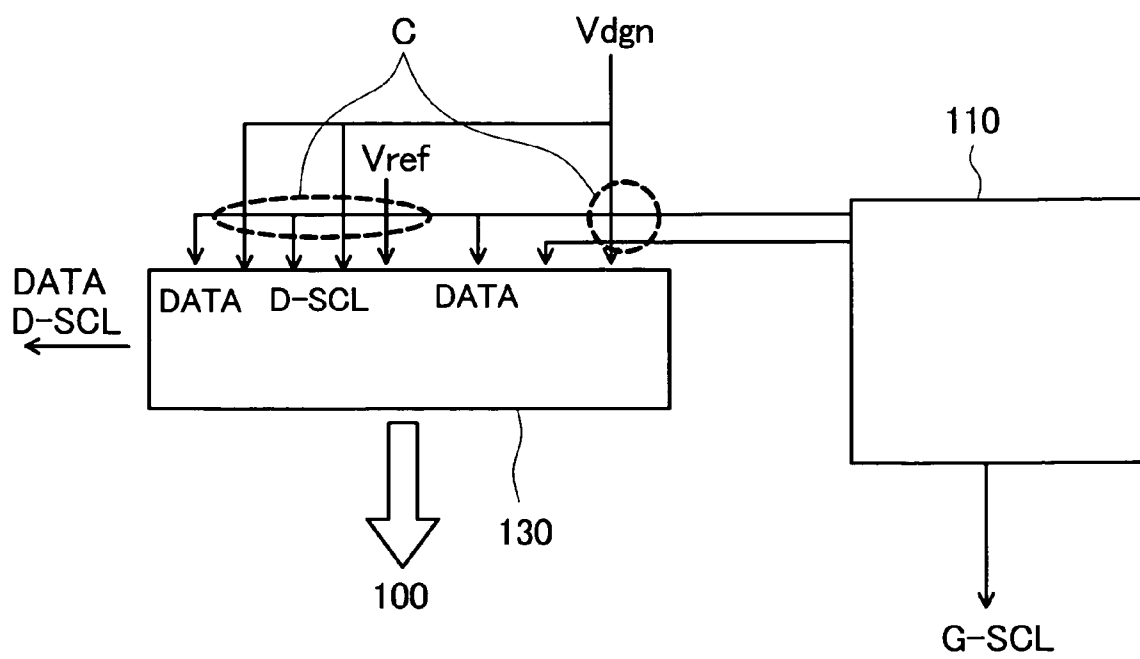 C
Vdgn
110
Vref
DATA
D-SCL
DATA D-SCL DATA
130
100
G-SCL